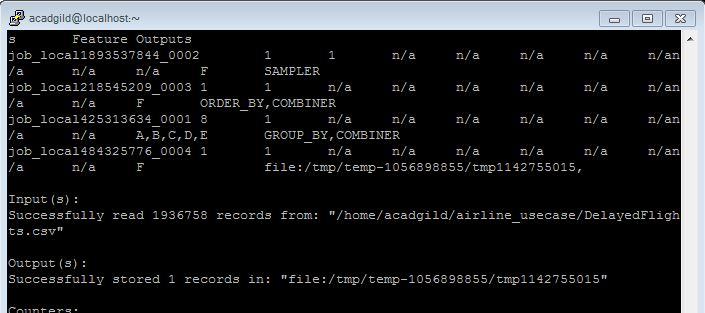 acadgild@localhost:~
s       Feature Outputs
job_local1893537844_0002        1       1       n/a     n/a     n/a     n/a     n/an
/a      n/a     n/a     F       SAMPLER
job_local218545209_0003 1       1       n/a     n/a     n/a     n/a     n/a     n/an
/a      n/a     F       ORDER_BY,COMBINER
job_local425313634_0001 8       1       n/a     n/a     n/a     n/a     n/a     n/an
/a      n/a     A,B,C,D,E       GROUP_BY,COMBINER
job_local484325776_0004 1       1       n/a     n/a     n/a     n/a     n/a     n/an
/a      n/a     F               file:/tmp/temp-1056898855/tmp1142755015,
Input(s):
Successfully read 1936758 records from: "/home/acadgild/airline_usecase/DelayedFligh
ts.csv"
Output(s):
Successfully stored 1 records in: "file:/tmp/temp-1056898855/tmp1142755015"
Counters: